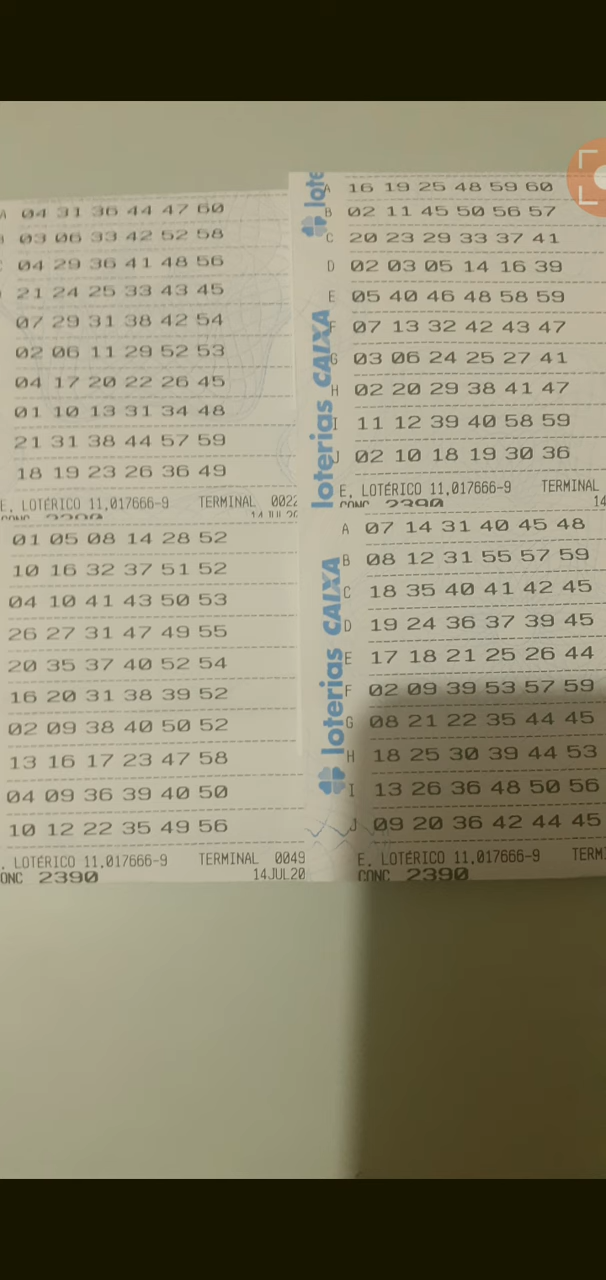 A 04 31 36 44 47 60
03 06 33 42 52 58
04 29 36 41 48 56
21 24 25 33 43 45
07 29 31 38 42 54
02 06 11 29 52 53
04 17 20 22 26 45
01 10 13 31 34 48
21 31 38 44 57 59
18 19 23 26 36 49
E. LOTÉRICO 11,017666-9 TERMINAL 0022
01 05 08 14 28 52
10 16 32 37 51 52
04 10 41 43 50 53
26 27 31 47 49 55
20 35 37 40 52 54
16 20 31 38 39 52
02 09 38 40 50 52
13 16 17 23 47 58
04 09 36 39 40 50
10 12 22 35 49 56
. LOTÉRICO 11,017666-9 TERMINAL 0049
ONC 2390 14JUL20
lote
A 16 19 25 48 59 60
B 02 11 45 50 56 57
C 20 23 29 33 37 41
D 02 03 05 14 16 39
E 05 40 46 48 58 59
F 07 13 32 42 43 47
G 03 06 24 25 27 41
H 02 20 29 38 41 47
I 11 12 39 40 58 59
J 02 10 18 19 30 36
loterias CAIXA
E. LOTÉRICO 11,017666-9 TERMINAL
CONC 2390 14
A 07 14 31 40 45 48
B 08 12 31 55 57 59
C 18 35 40 41 42 45
D 19 24 36 37 39 45
E 17 18 21 25 26 44
F 02 09 39 53 57 59
G 08 21 22 35 44 45
H 18 25 30 39 44 53
I 13 26 36 48 50 56
J 09 20 36 42 44 45
loterias CAIXA
E. LOTÉRICO 11,017666-9 TERM
CONC 2390